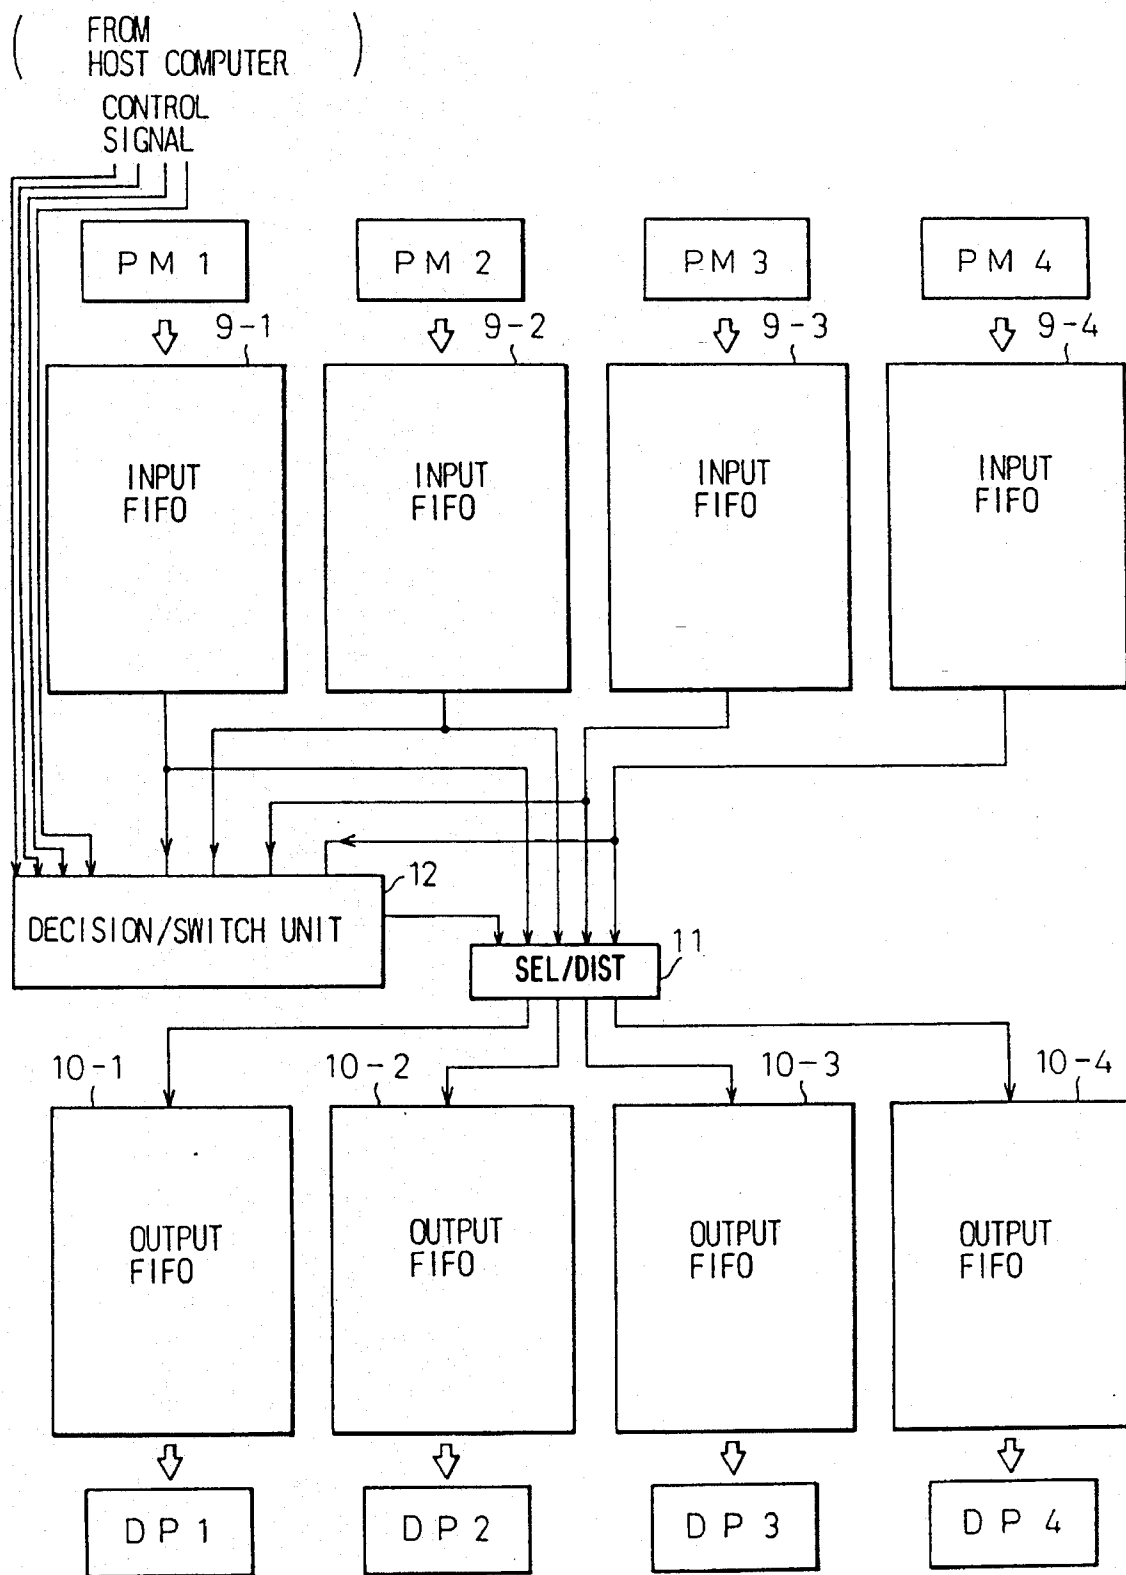 ( FROM
HOST COMPUTER )
CONTROL
SIGNAL
PM 1
PM 2
PM 3
PM 4
9-1
9-2
9-3
9-4
INPUT
FIFO
INPUT
FIFO
INPUT
FIFO
INPUT
FIFO
12
DECISION/SWITCH UNIT
11
SEL/DIST
10-1
10-2
10-3
10-4
OUTPUT
FIFO
OUTPUT
FIFO
OUTPUT
FIFO
OUTPUT
FIFO
DP 1
DP 2
DP 3
DP 4